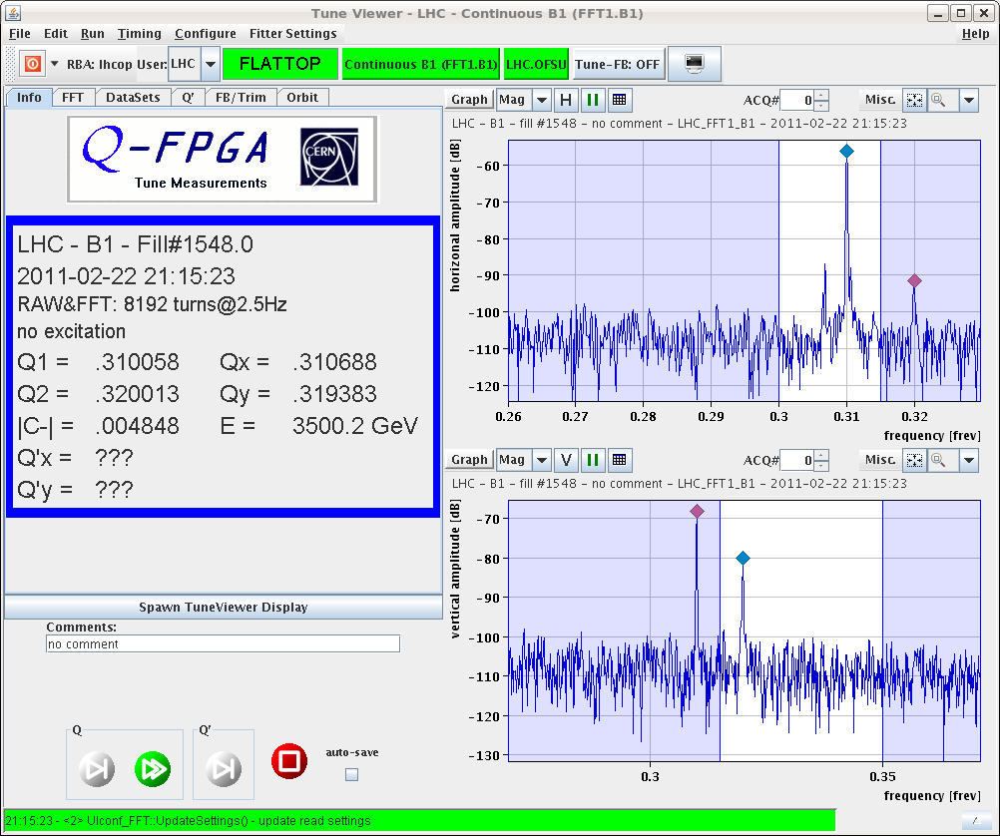 Tune Viewer - LHC - Continuous B1 (FFT1.B1)
File Edit Run Timing Configure Fitter Settings Help
RBA: lhcop User: LHC FLATTOP Continuous B1 (FFT1.B1) LHC.OFSU Tune-FB: OFF
Info FFT DataSets Q' FB/Trim Orbit
Q-FPGA
Tune Measurements
CERN
LHC - B1 - Fill#1548.0
2011-02-22 21:15:23
RAW&FFT: 8192 turns@2.5Hz
no excitation
Q1 = .310058 Qx = .310688
Q2 = .320013 Qy = .319383
|C-| = .004848 E = 3500.2 GeV
Q'x = ???
Q'y = ???
Spawn TuneViewer Display
Comments:
no comment
Q Q'
auto-save
Graph Mag H ACQ# 0 Misc.
LHC - B1 - fill #1548 - no comment - LHC_FFT1_B1 - 2011-02-22 21:15:23
horizonal amplitude [dB]
-60
-70
-80
-90
-100
-110
-120
0.26 0.27 0.28 0.29 0.3 0.31 0.32
frequency [frev]
Graph Mag V ACQ# 0 Misc.
LHC - B1 - fill #1548 - no comment - LHC_FFT1_B1 - 2011-02-22 21:15:23
vertical amplitude [dB]
-70
-80
-90
-100
-110
-120
-130
0.3 0.35
frequency [frev]
21:15:23 - <2> UIconf_FFT::UpdateSettings() - update read settings